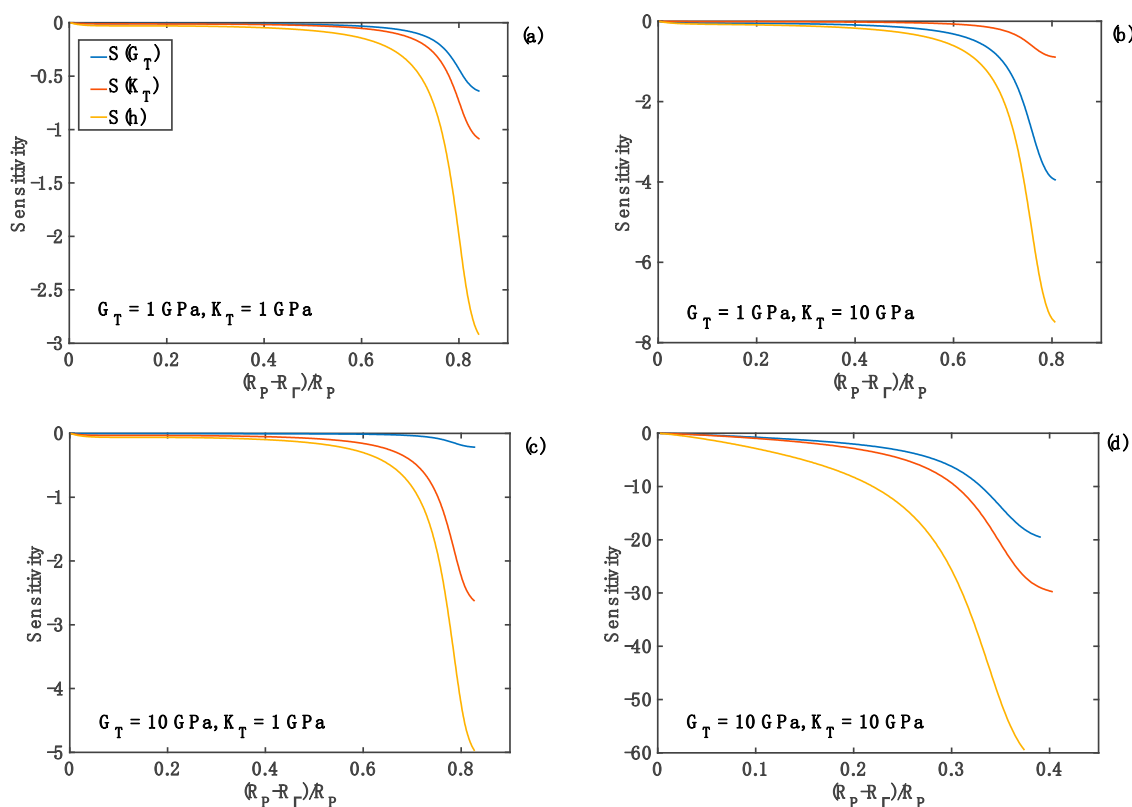 (a)
S(G_T)
S(K_T)
S(h)
Sensitivity
0
-0.5
-1
-1.5
-2
-2.5
-3
G_T = 1 GPa, K_T = 1 GPa
0 0.2 0.4 0.6 0.8
(R_P-R_Γ)/R_P
(b)
Sensitivity
0
-2
-4
-6
-8
G_T = 1 GPa, K_T = 10 GPa
0 0.2 0.4 0.6 0.8
(R_P-R_Γ)/R_P
(c)
Sensitivity
0
-1
-2
-3
-4
-5
G_T = 10 GPa, K_T = 1 GPa
0 0.2 0.4 0.6 0.8
(R_P-R_Γ)/R_P
(d)
Sensitivity
0
-10
-20
-30
-40
-50
-60
G_T = 10 GPa, K_T = 10 GPa
0 0.1 0.2 0.3 0.4
(R_P-R_Γ)/R_P